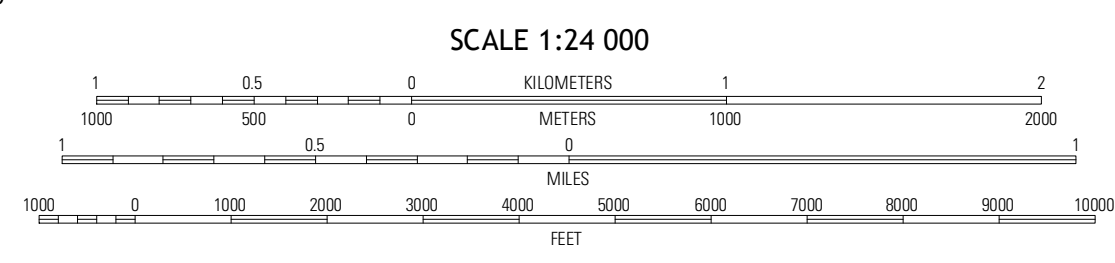 SCALE 1:24 000
1 0.5 0 KILOMETERS 1 2
1000 500 0 METERS 1000 2000
1 0.5 0 1
MILES
1000 0 1000 2000 3000 4000 5000 6000 7000 8000 9000 10000
FEET